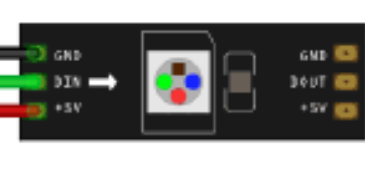 GND
DIN
+5V
GND
DOUT
+5V